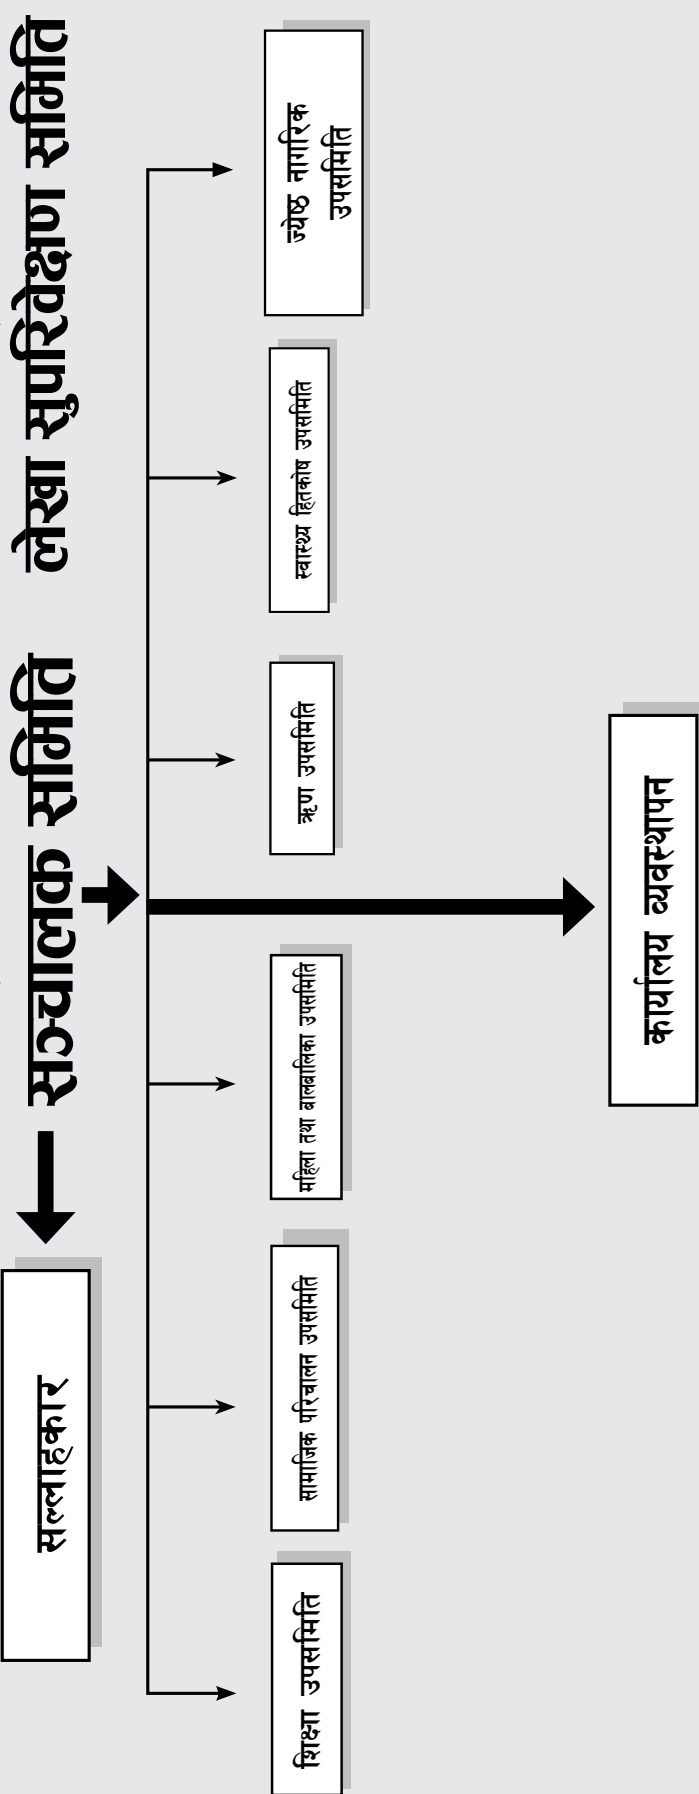 सञ्चालक समिति
लेखा सुपरिवेक्षण समिति
सल्लाहकार
शिक्षा उपसमिति
सामाजिक परिचालन उपसमिति
महिला तथा बालबालिका उपसमिति
ऋण उपसमिति
स्वास्थ्य हितकोष उपसमिति
ज्येष्ठ नागरिक
उपसमिति
कार्यालय व्यवस्थापन